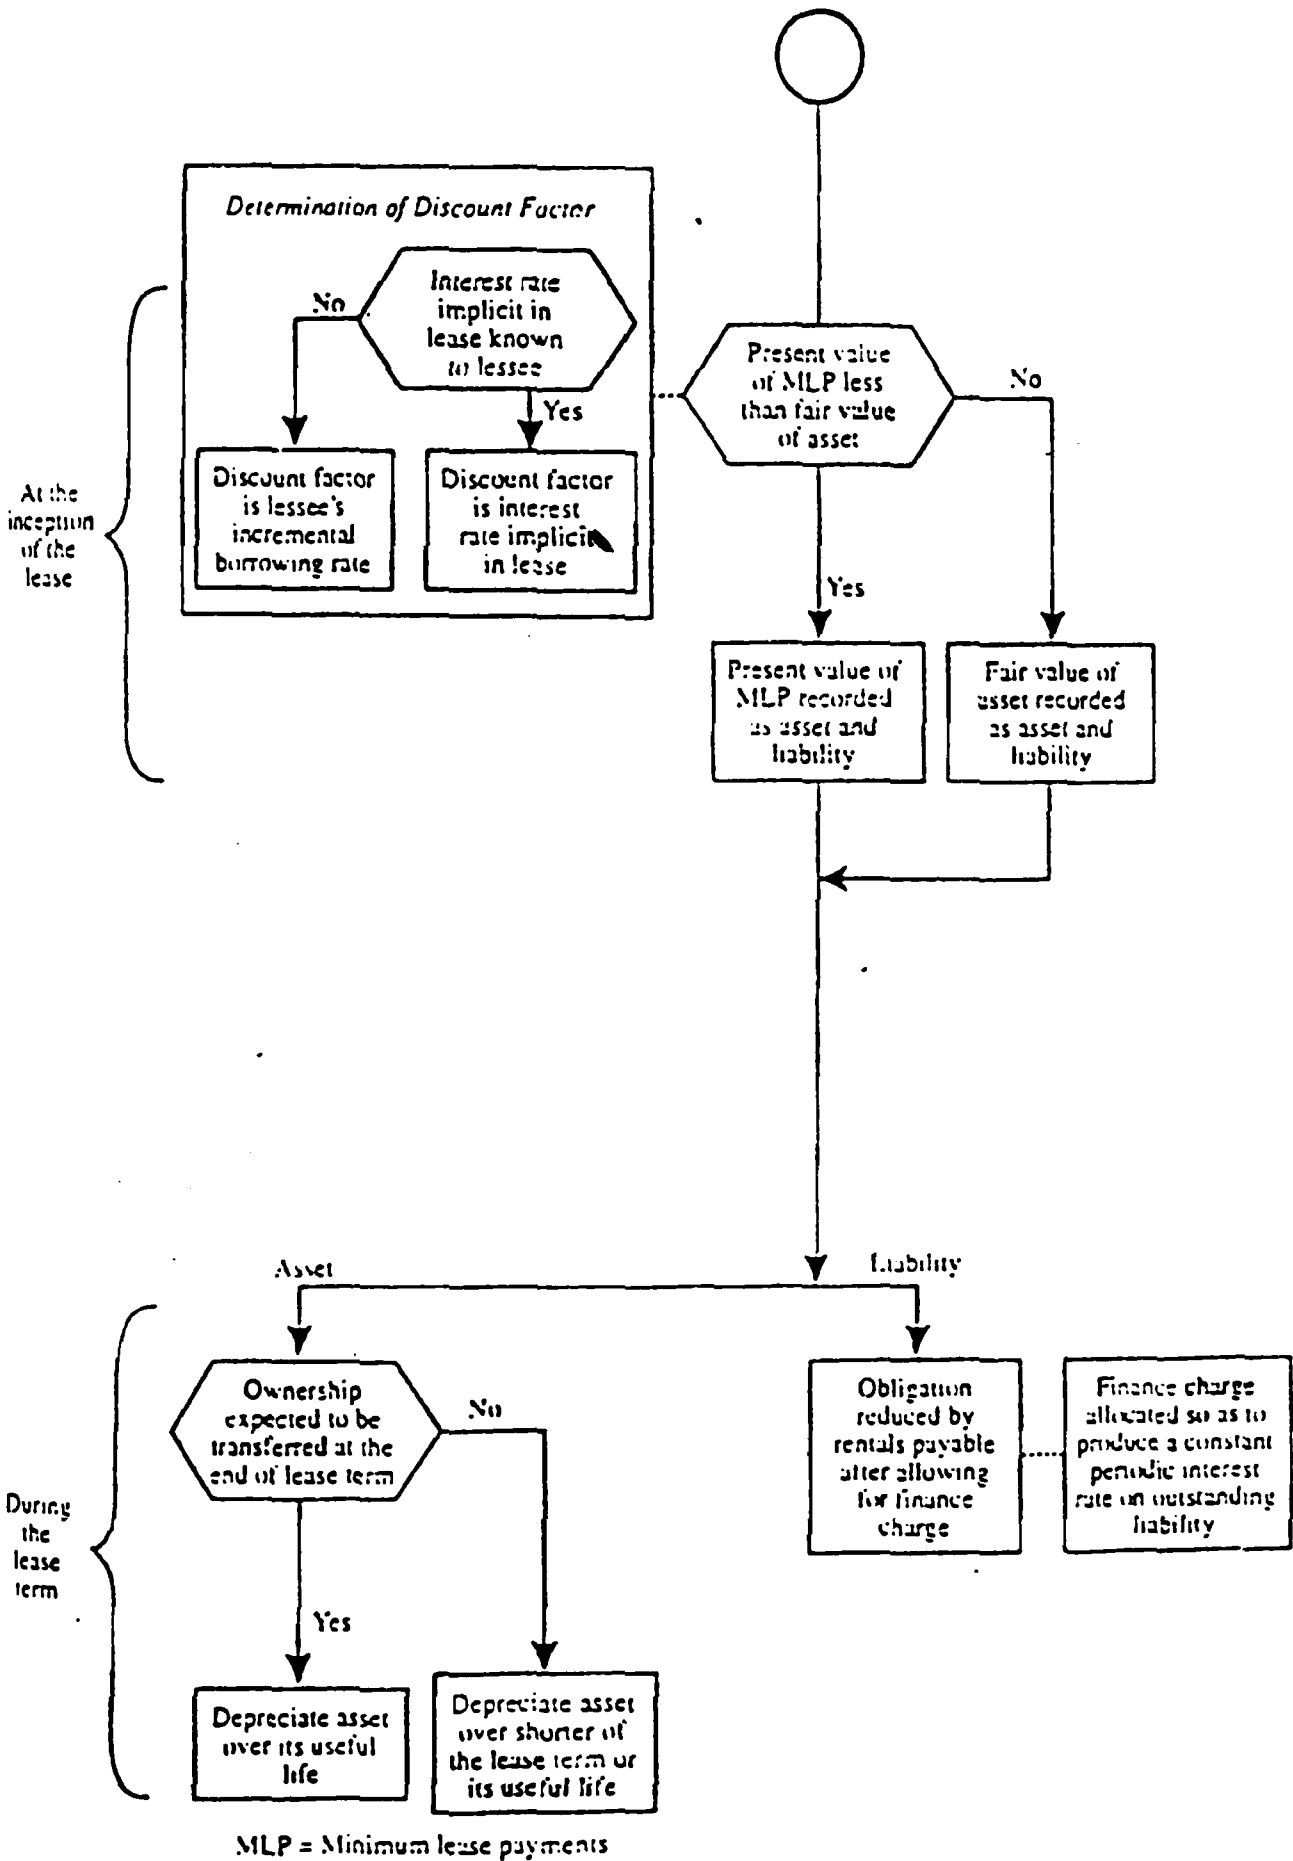 Determination of Discount Factor
Interest rate
implicit in
lease known
to lessee
No
Yes
Discount factor
is lessee's
incremental
borrowing rate
Discount factor
is interest
rate implicit
in lease
At the
inception
of the
lease
Present value
of MLP less
than fair value
of asset
No
Yes
Present value of
MLP recorded
as asset and
liability
Fair value of
asset recorded
as asset and
liability
Asset
Liability
Ownership
expected to be
transferred at the
end of lease term
No
Yes
Obligation
reduced by
rentals payable
after allowing
for finance
charge
Finance charge
allocated so as to
produce a constant
periodic interest
rate on outstanding
liability
During
the
lease
term
Depreciate asset
over its useful
life
Depreciate asset
over shorter of
the lease term or
its useful life
MLP = Minimum lease payments